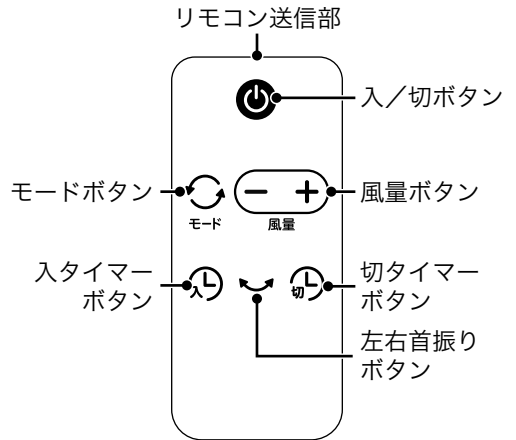 リモコン送信部
入／切ボタン
モードボタン
風量ボタン
モード
風量
入タイマー
ボタン
入
切
切タイマー
ボタン
左右首振り
ボタン